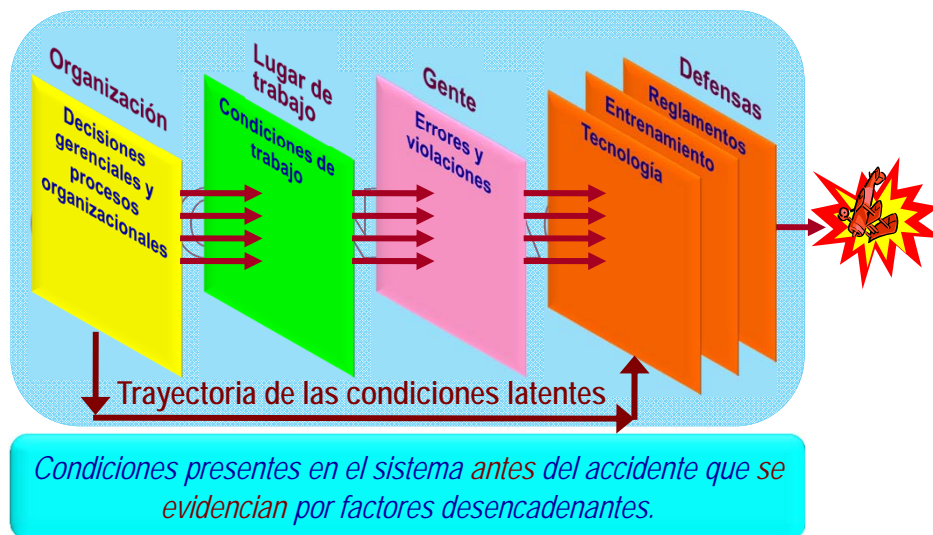 Organización
Decisiones
gerenciales y
procesos
organizacionales
Lugar de
trabajo
Condiciones de
trabajo
Gente
Errores y
violaciones
Defensas
Reglamentos
Entrenamiento
Tecnología
Trayectoria de las condiciones latentes
Condiciones presentes en el sistema antes del accidente que se
evidencian por factores desencadenantes.